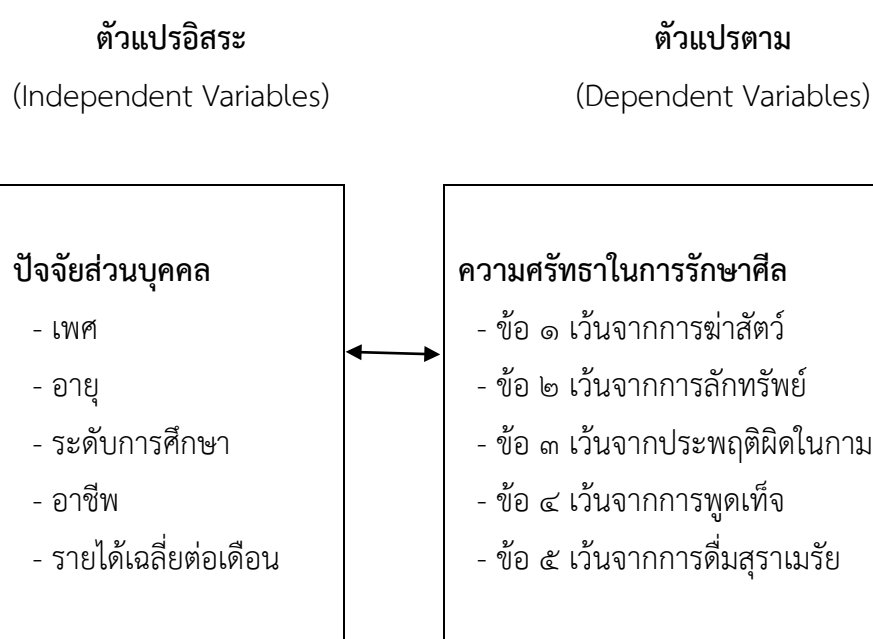 ตัวแปรอิสระ
(Independent Variables)
ปัจจัยส่วนบุคคล
- เพศ
- อายุ
- ระดับการศึกษา
- อาชีพ
- รายได้เฉลี่ยต่อเดือน
ตัวแปรตาม
(Dependent Variables)
ความศรัทธาในการรักษาศีล
- ข้อ ๑ เว้นจากการฆ่าสัตว์
- ข้อ ๒ เว้นจากการลักทรัพย์
- ข้อ ๓ เว้นจากประพฤติผิดในกาม
- ข้อ ๔ เว้นจากการพูดเท็จ
- ข้อ ๕ เว้นจากการดื่มสุราเมรัย